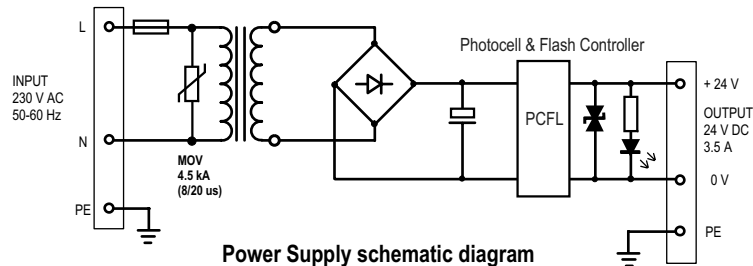 L
Photocell & Flash Controller
INPUT
230 V AC
50-60 Hz
+ 24 V
PCFL
OUTPUT
24 V DC
3.5 A
N
MOV
4.5 kA
(8/20 us)
0 V
PE
PE
Power Supply schematic diagram